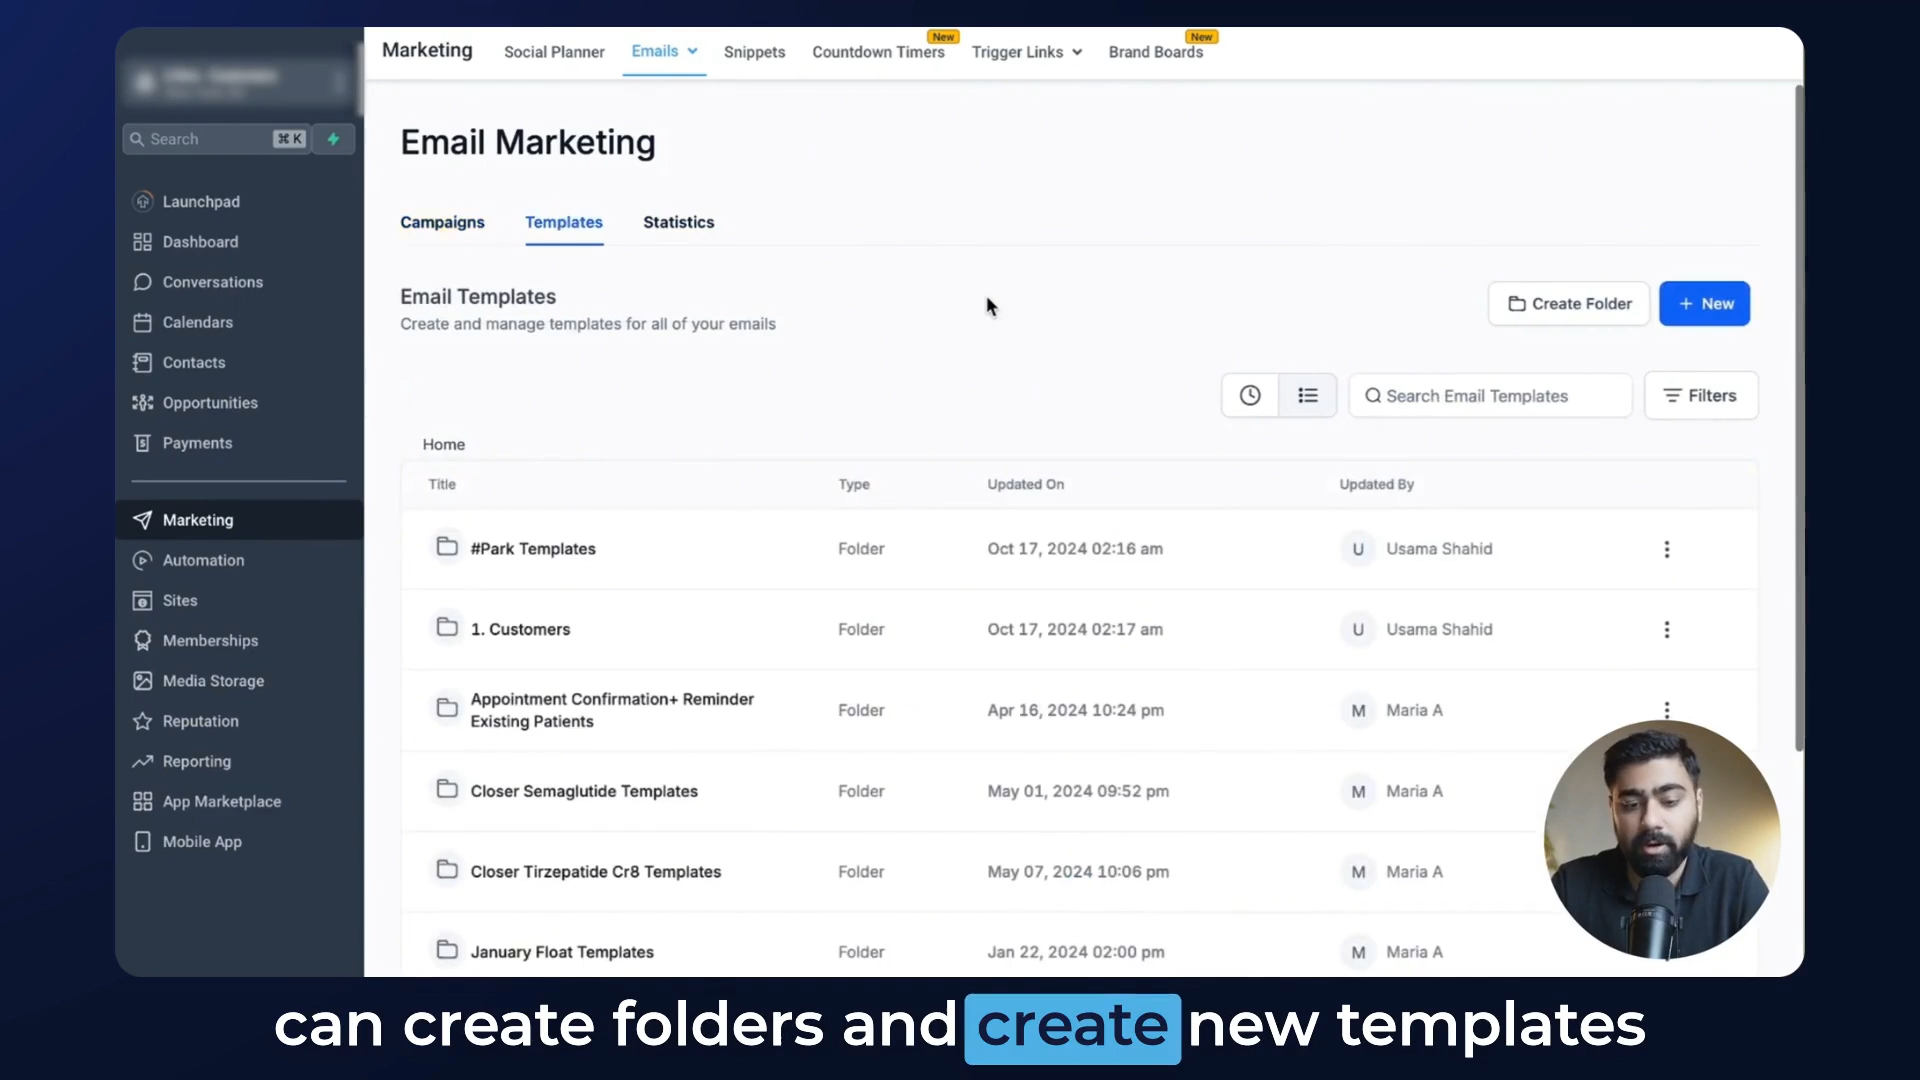 Marketing
Social Planner
Emails
Snippets
Countdown Timers
New
Trigger Links
Brand Boards
New
Search
⌘ K
Launchpad
Dashboard
Conversations
Calendars
Contacts
Opportunities
Payments
Marketing
Automation
Sites
Memberships
Media Storage
Reputation
Reporting
App Marketplace
Mobile App
Email Marketing
Campaigns
Templates
Statistics
Email Templates
Create and manage templates for all of your emails
Create Folder
+ New
Search Email Templates
Filters
Home
Title Type Updated On Updated By
#Park Templates Folder Oct 17, 2024 02:16 am U Usama Shahid
1. Customers Folder Oct 17, 2024 02:17 am U Usama Shahid
Appointment Confirmation+ Reminder
Existing Patients Folder Apr 16, 2024 10:24 pm M Maria A
Closer Semaglutide Templates Folder May 01, 2024 09:52 pm M Maria A
Closer Tirzepatide Cr8 Templates Folder May 07, 2024 10:06 pm M Maria A
January Float Templates Folder Jan 22, 2024 02:00 pm M Maria A
can create folders and create new templates